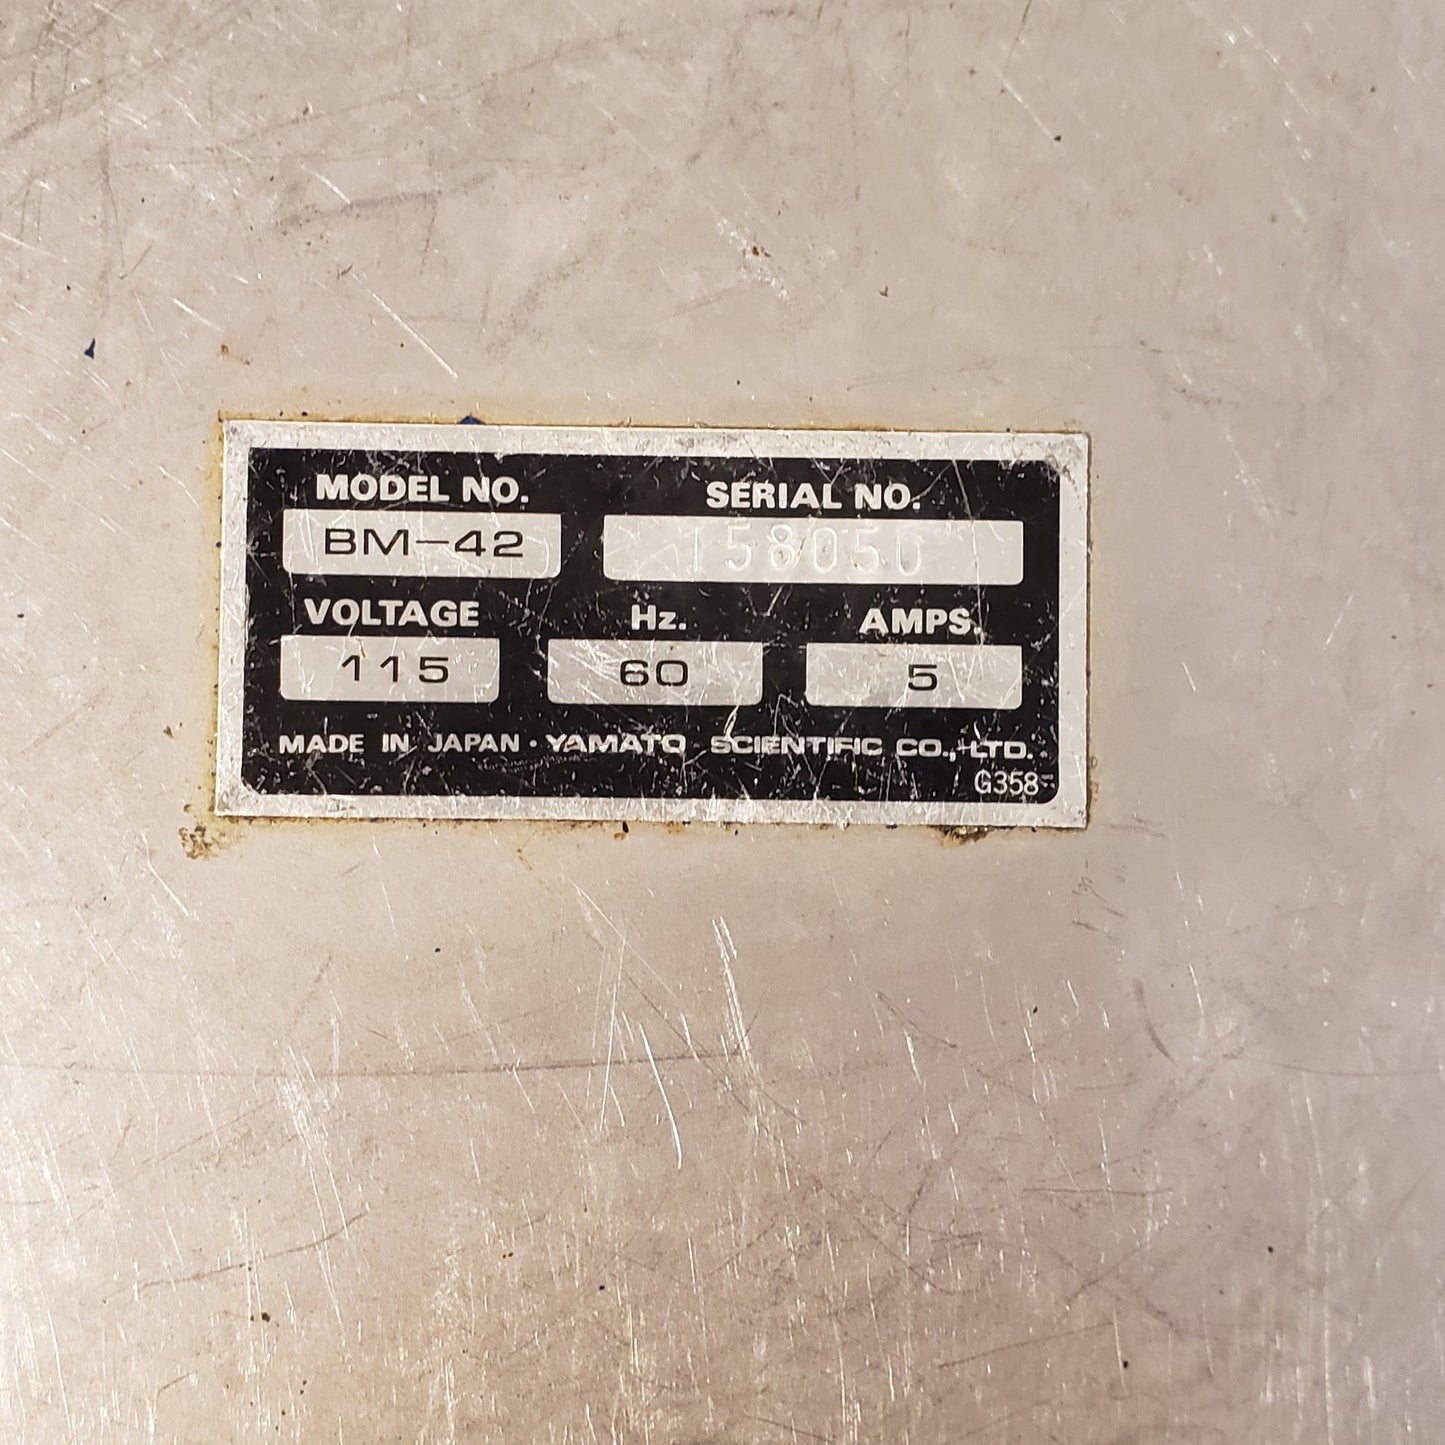 MODEL NO. SERIAL NO.
BM-42 158050
VOLTAGE Hz. AMPS.
115 60 5
MADE IN JAPAN · YAMATO SCIENTIFIC CO., LTD.
G358